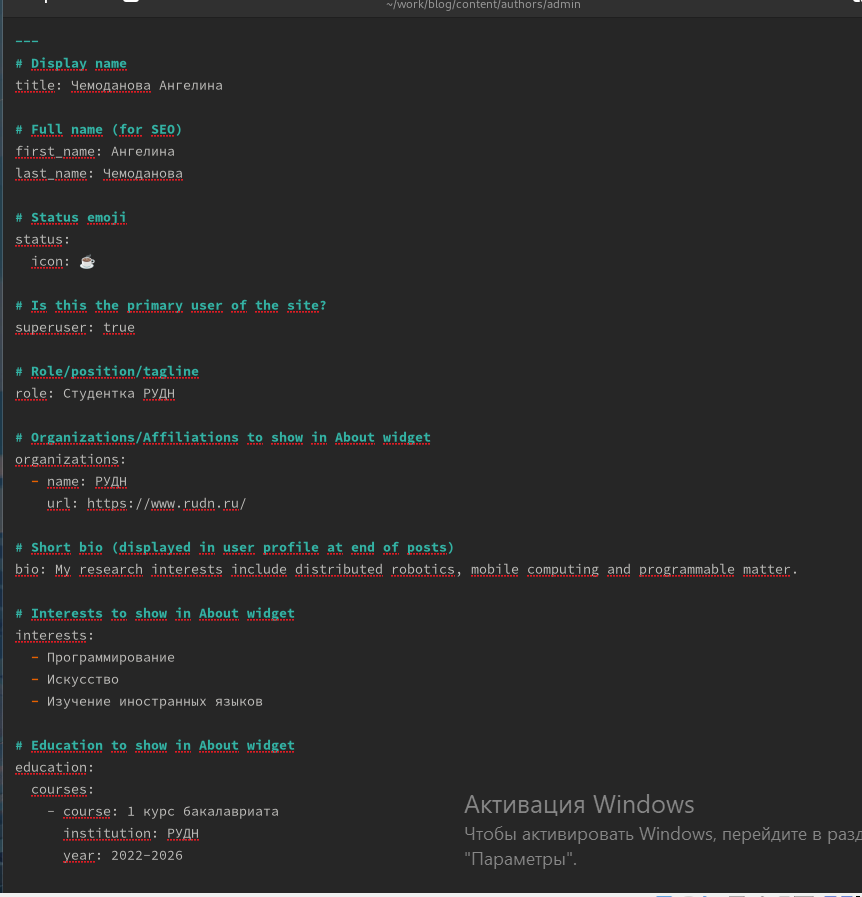 ~/work/blog/content/authors/admin
---
# Display name
title: Чемоданова Ангелина
# Full name (for SEO)
first_name: Ангелина
last_name: Чемоданова
# Status emoji
status:
icon: ☕
# Is this the primary user of the site?
superuser: true
# Role/position/tagline
role: Студентка РУДН
# Organizations/Affiliations to show in About widget
organizations:
- name: РУДН
url: https://www.rudn.ru/
# Short bio (displayed in user profile at end of posts)
bio: My research interests include distributed robotics, mobile computing and programmable matter.
# Interests to show in About widget
interests:
- Программирование
- Искусство
- Изучение иностранных языков
# Education to show in About widget
education:
courses:
- course: 1 курс бакалавриата
institution: РУДН
year: 2022-2026
Активация Windows
Чтобы активировать Windows, перейдите в разд
"Параметры".